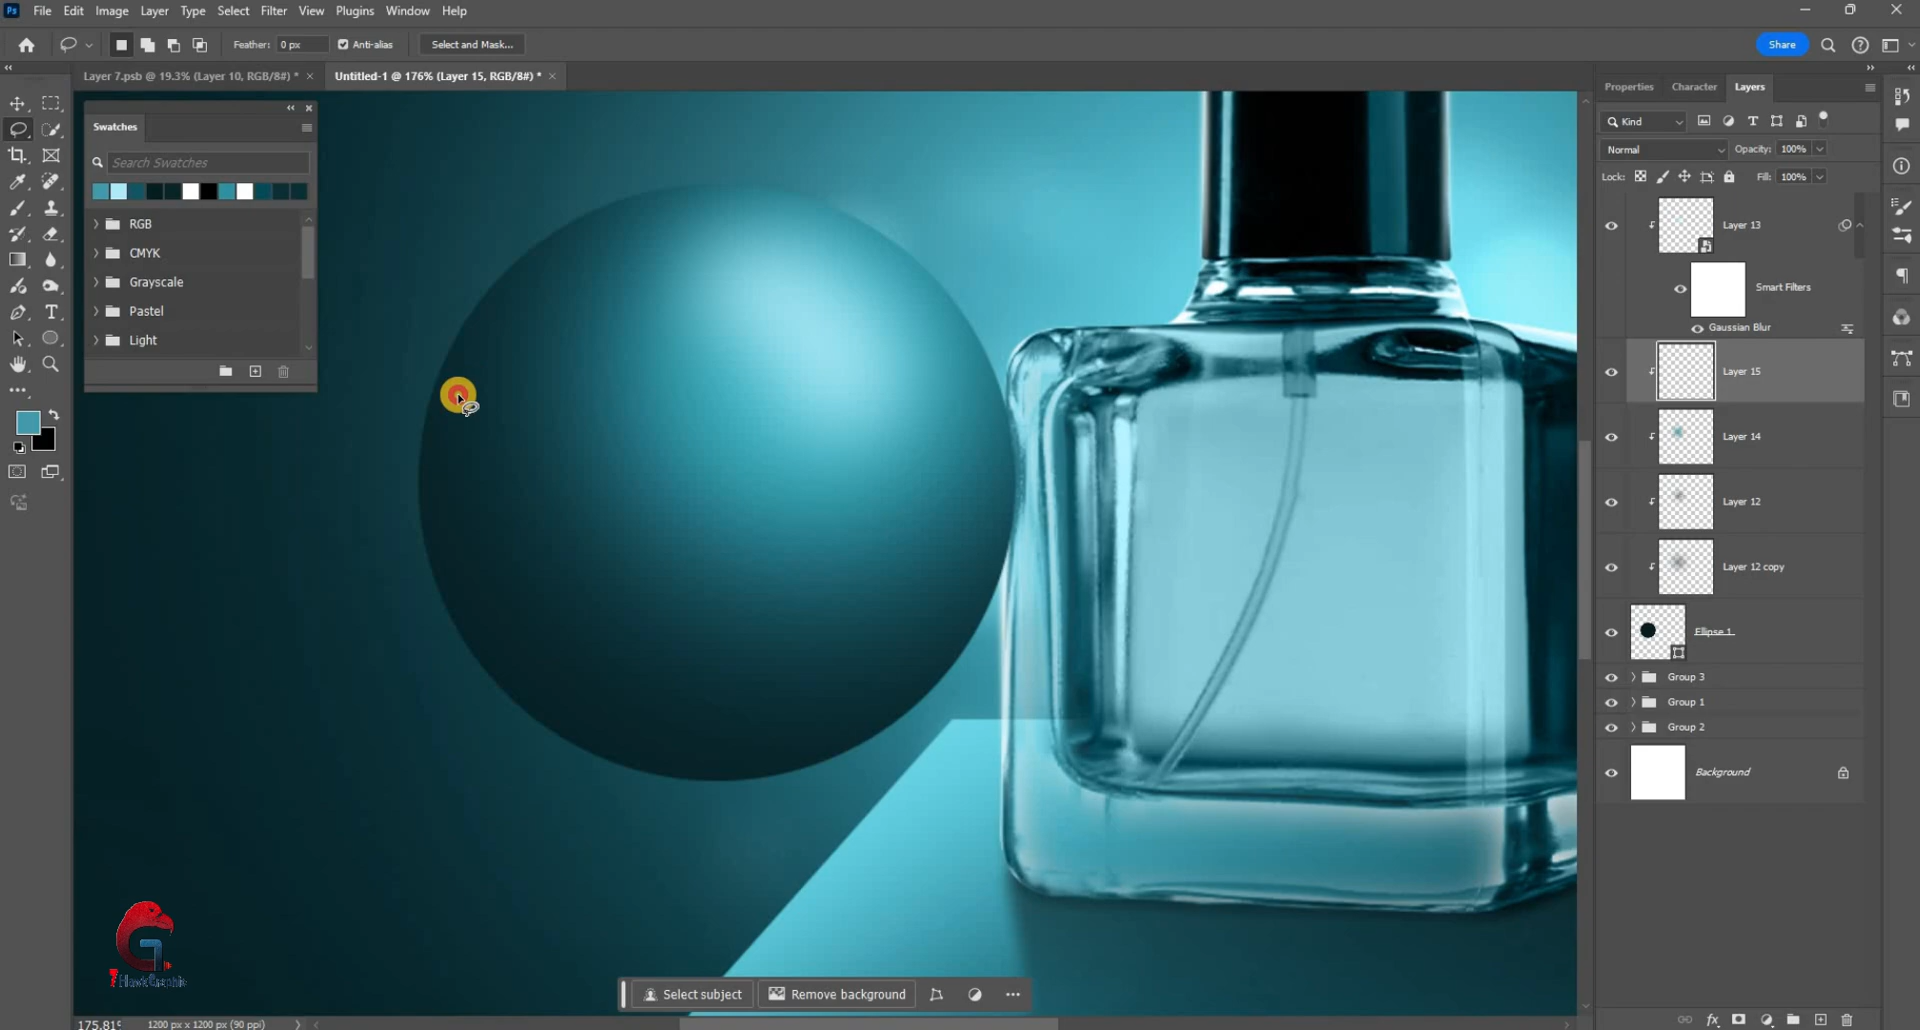 Ps File Edit Image Layer Type Select Filter View Plugins Window Help
Feather: 0 px Anti-alias Select and Mask... Share
Layer 7.psb @ 19.3% (Layer 10, RGB/8#) * × Untitled-1 @ 176% (Layer 15, RGB/8#) * ×
Swatches
Search Swatches
RGB
CMYK
Grayscale
Pastel
Light
Properties Character Layers
Kind
Normal Opacity: 100%
Lock: Fill: 100%
Layer 13
Smart Filters
Gaussian Blur
Layer 15
Layer 14
Layer 12
Layer 12 copy
Ellipse 1
Group 3
Group 1
Group 2
Background
Select subject Remove background
1200 px x 1200 px (90 ppi)
fx